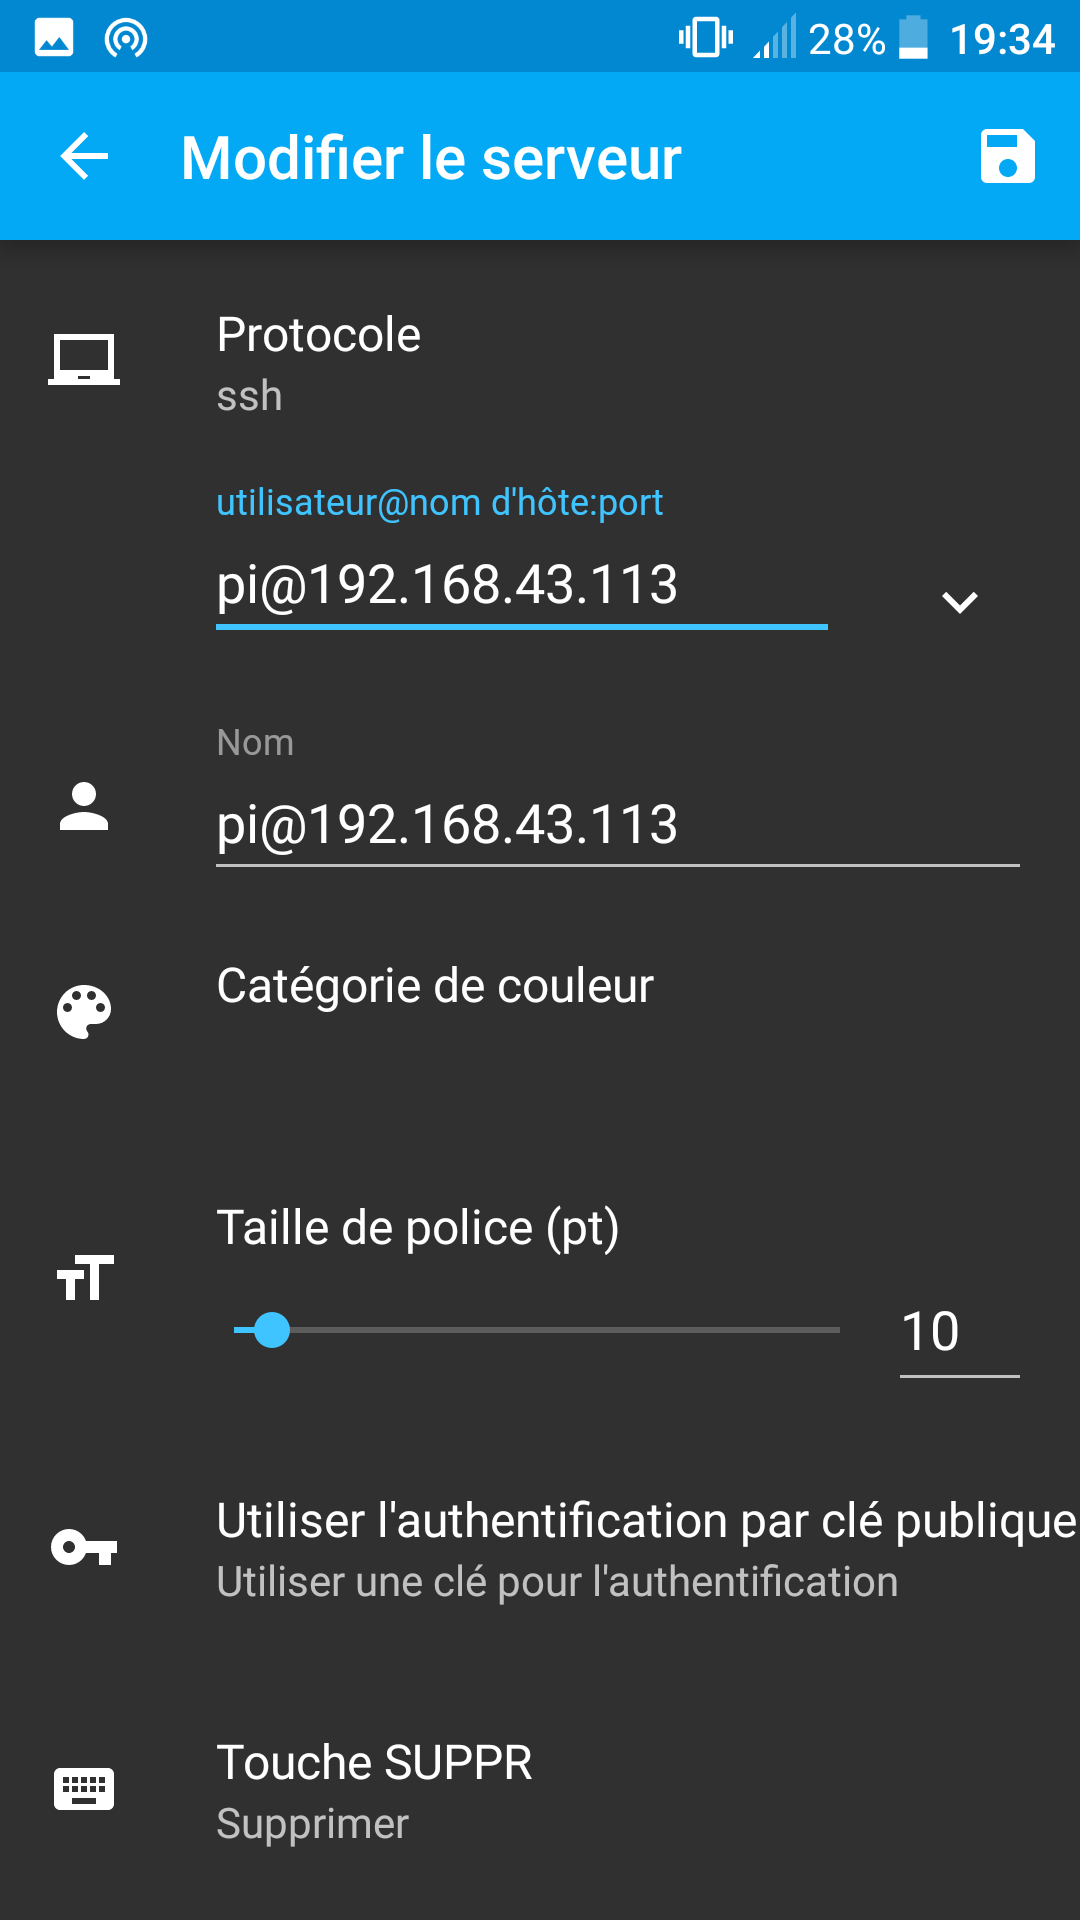 28% 19:34
Modifier le serveur
Protocole
ssh
utilisateur@nom d'hôte:port
pi@192.168.43.113
Nom
pi@192.168.43.113
Catégorie de couleur
Taille de police (pt)
10
Utiliser l'authentification par clé publique
Utiliser une clé pour l'authentification
Touche SUPPR
Supprimer